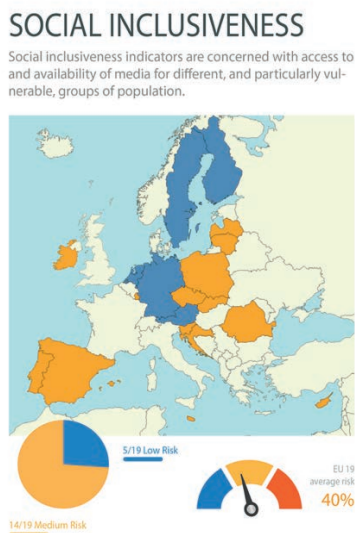 SOCIAL INCLUSIVENESS
Social inclusiveness indicators are concerned with access to
and availability of media for different, and particularly vul-
nerable, groups of population.
5/19 Low Risk
EU 19
average risk
40%
14/19 Medium Risk